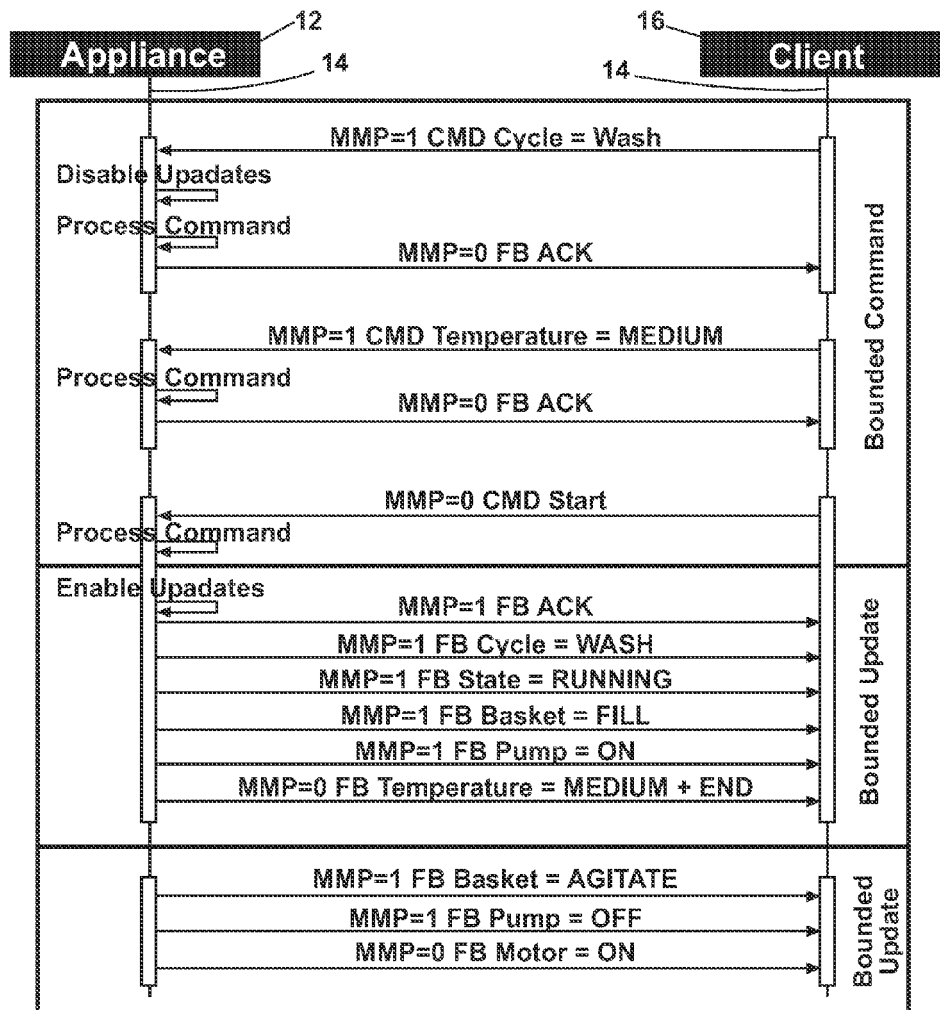 12
16
Appliance
Client
14
14
MMP=1 CMD Cycle = Wash
Disable Upadates
Process Command
MMP=0 FB ACK
MMP=1 CMD Temperature = MEDIUM
Process Command
MMP=0 FB ACK
MMP=0 CMD Start
Process Command
Bounded Command
Enable Upadates
MMP=1 FB ACK
MMP=1 FB Cycle = WASH
MMP=1 FB State = RUNNING
MMP=1 FB Basket = FILL
MMP=1 FB Pump = ON
MMP=0 FB Temperature = MEDIUM + END
Bounded Update
MMP=1 FB Basket = AGITATE
MMP=1 FB Pump = OFF
MMP=0 FB Motor = ON
Bounded
Update